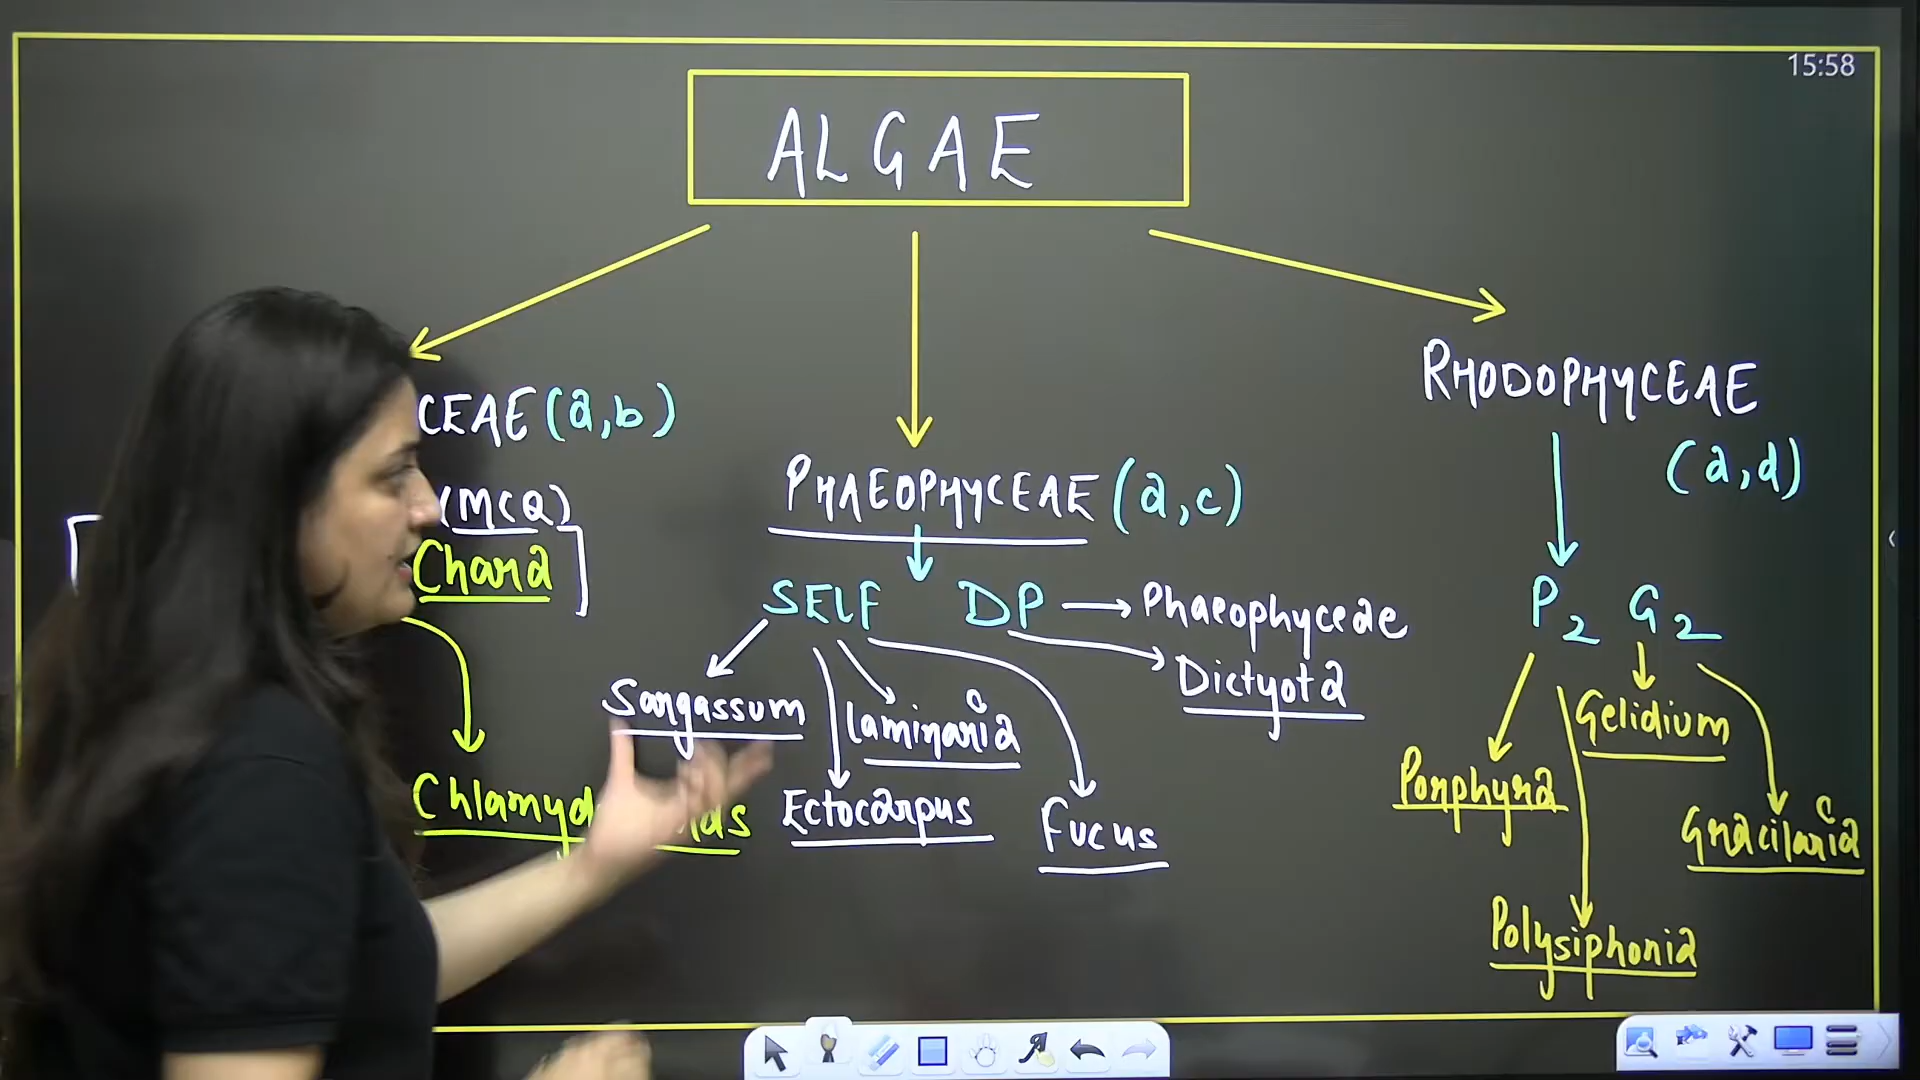 15:58
ALGAE
CEAE (a,b)
(MCQ)
Chara
PHAEOPHYCEAE (a,c)
RHODOPHYCEAE
(a,d)
SELF DP → Phaeophyceae
Dictyota
P2 G2
Sargassum
Laminaria
Ectocarpus
Fucus
Gelidium
Porphyra
Gracilaria
Polysiphonia